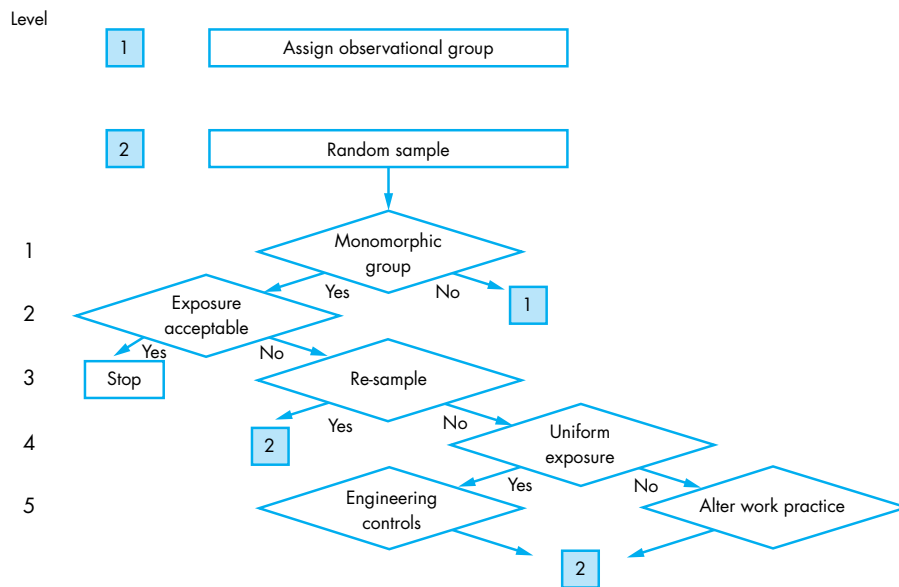 Level
1
Assign observational group
2
Random sample
1
Monomorphic
group
Yes
No
1
2
Exposure
acceptable
Yes
No
3
Stop
Re-sample
Yes
No
4
2
Uniform
exposure
Yes
No
5
Engineering
controls
Alter work practice
2